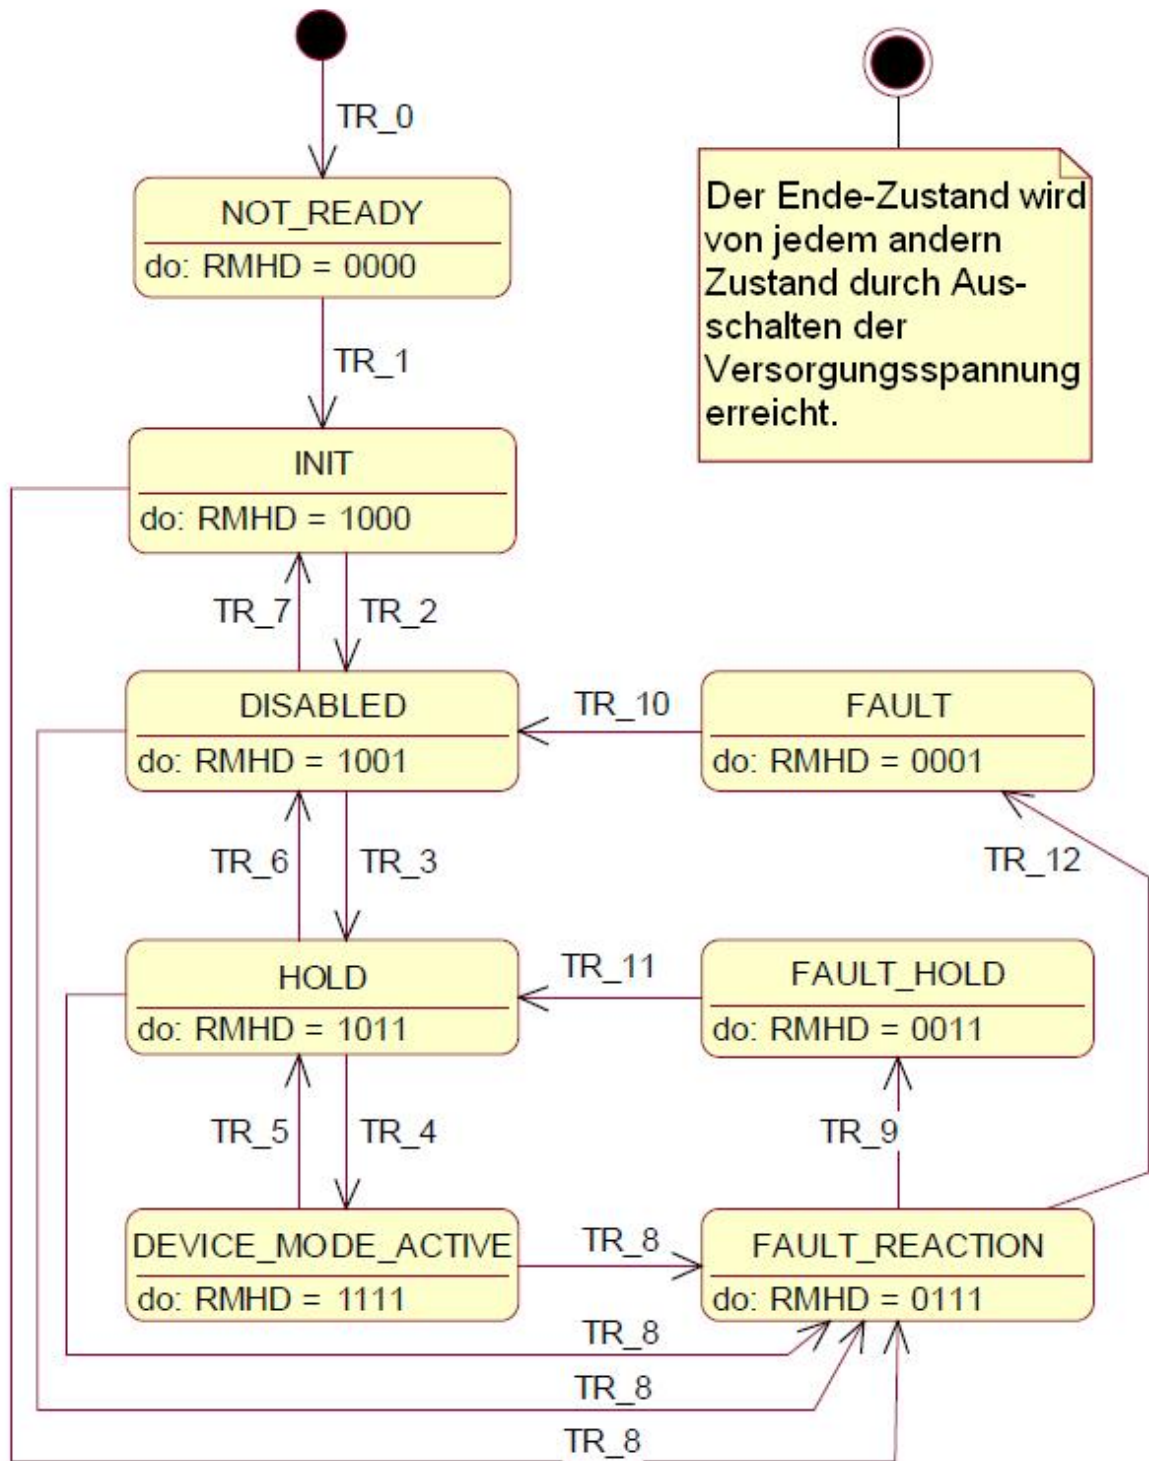 TR_0
NOT_READY
do: RMHD = 0000
Der Ende-Zustand wird
von jedem andern
Zustand durch Aus-
schalten der
Versorgungsspannung
erreicht.
TR_1
INIT
do: RMHD = 1000
TR_7
TR_2
DISABLED
do: RMHD = 1001
TR_10
FAULT
do: RMHD = 0001
TR_6
TR_3
TR_12
HOLD
do: RMHD = 1011
TR_11
FAULT_HOLD
do: RMHD = 0011
TR_5
TR_4
TR_9
DEVICE_MODE_ACTIVE
do: RMHD = 1111
TR_8
FAULT_REACTION
do: RMHD = 0111
TR_8
TR_8
TR_8